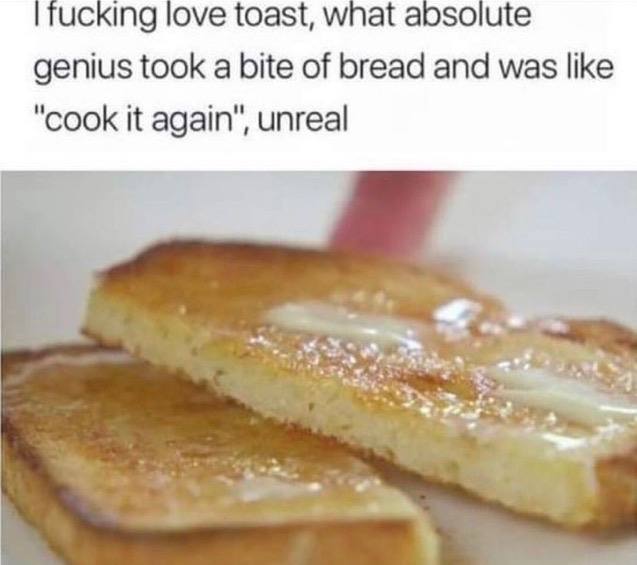 I fucking love toast, what absolute
genius took a bite of bread and was like
"cook it again", unreal